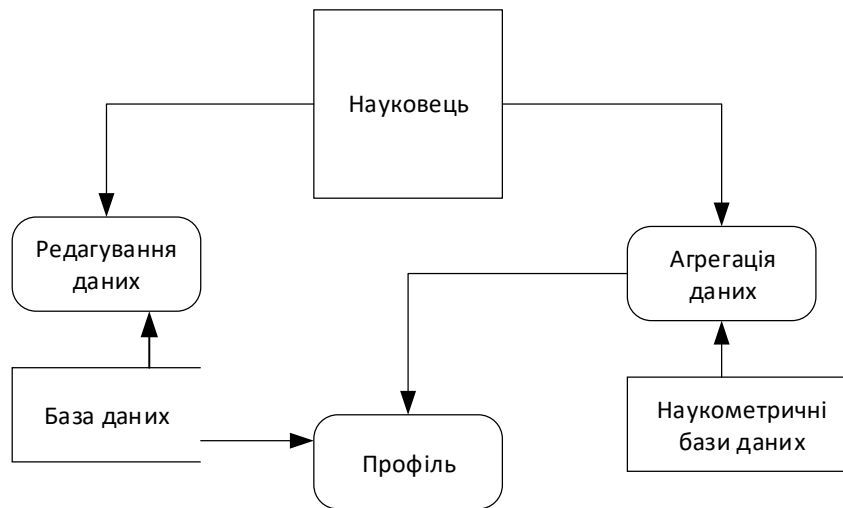 Науковець
Редагування
даних
Агрегація
даних
База даних
Наукометричні
бази даних
Профіль